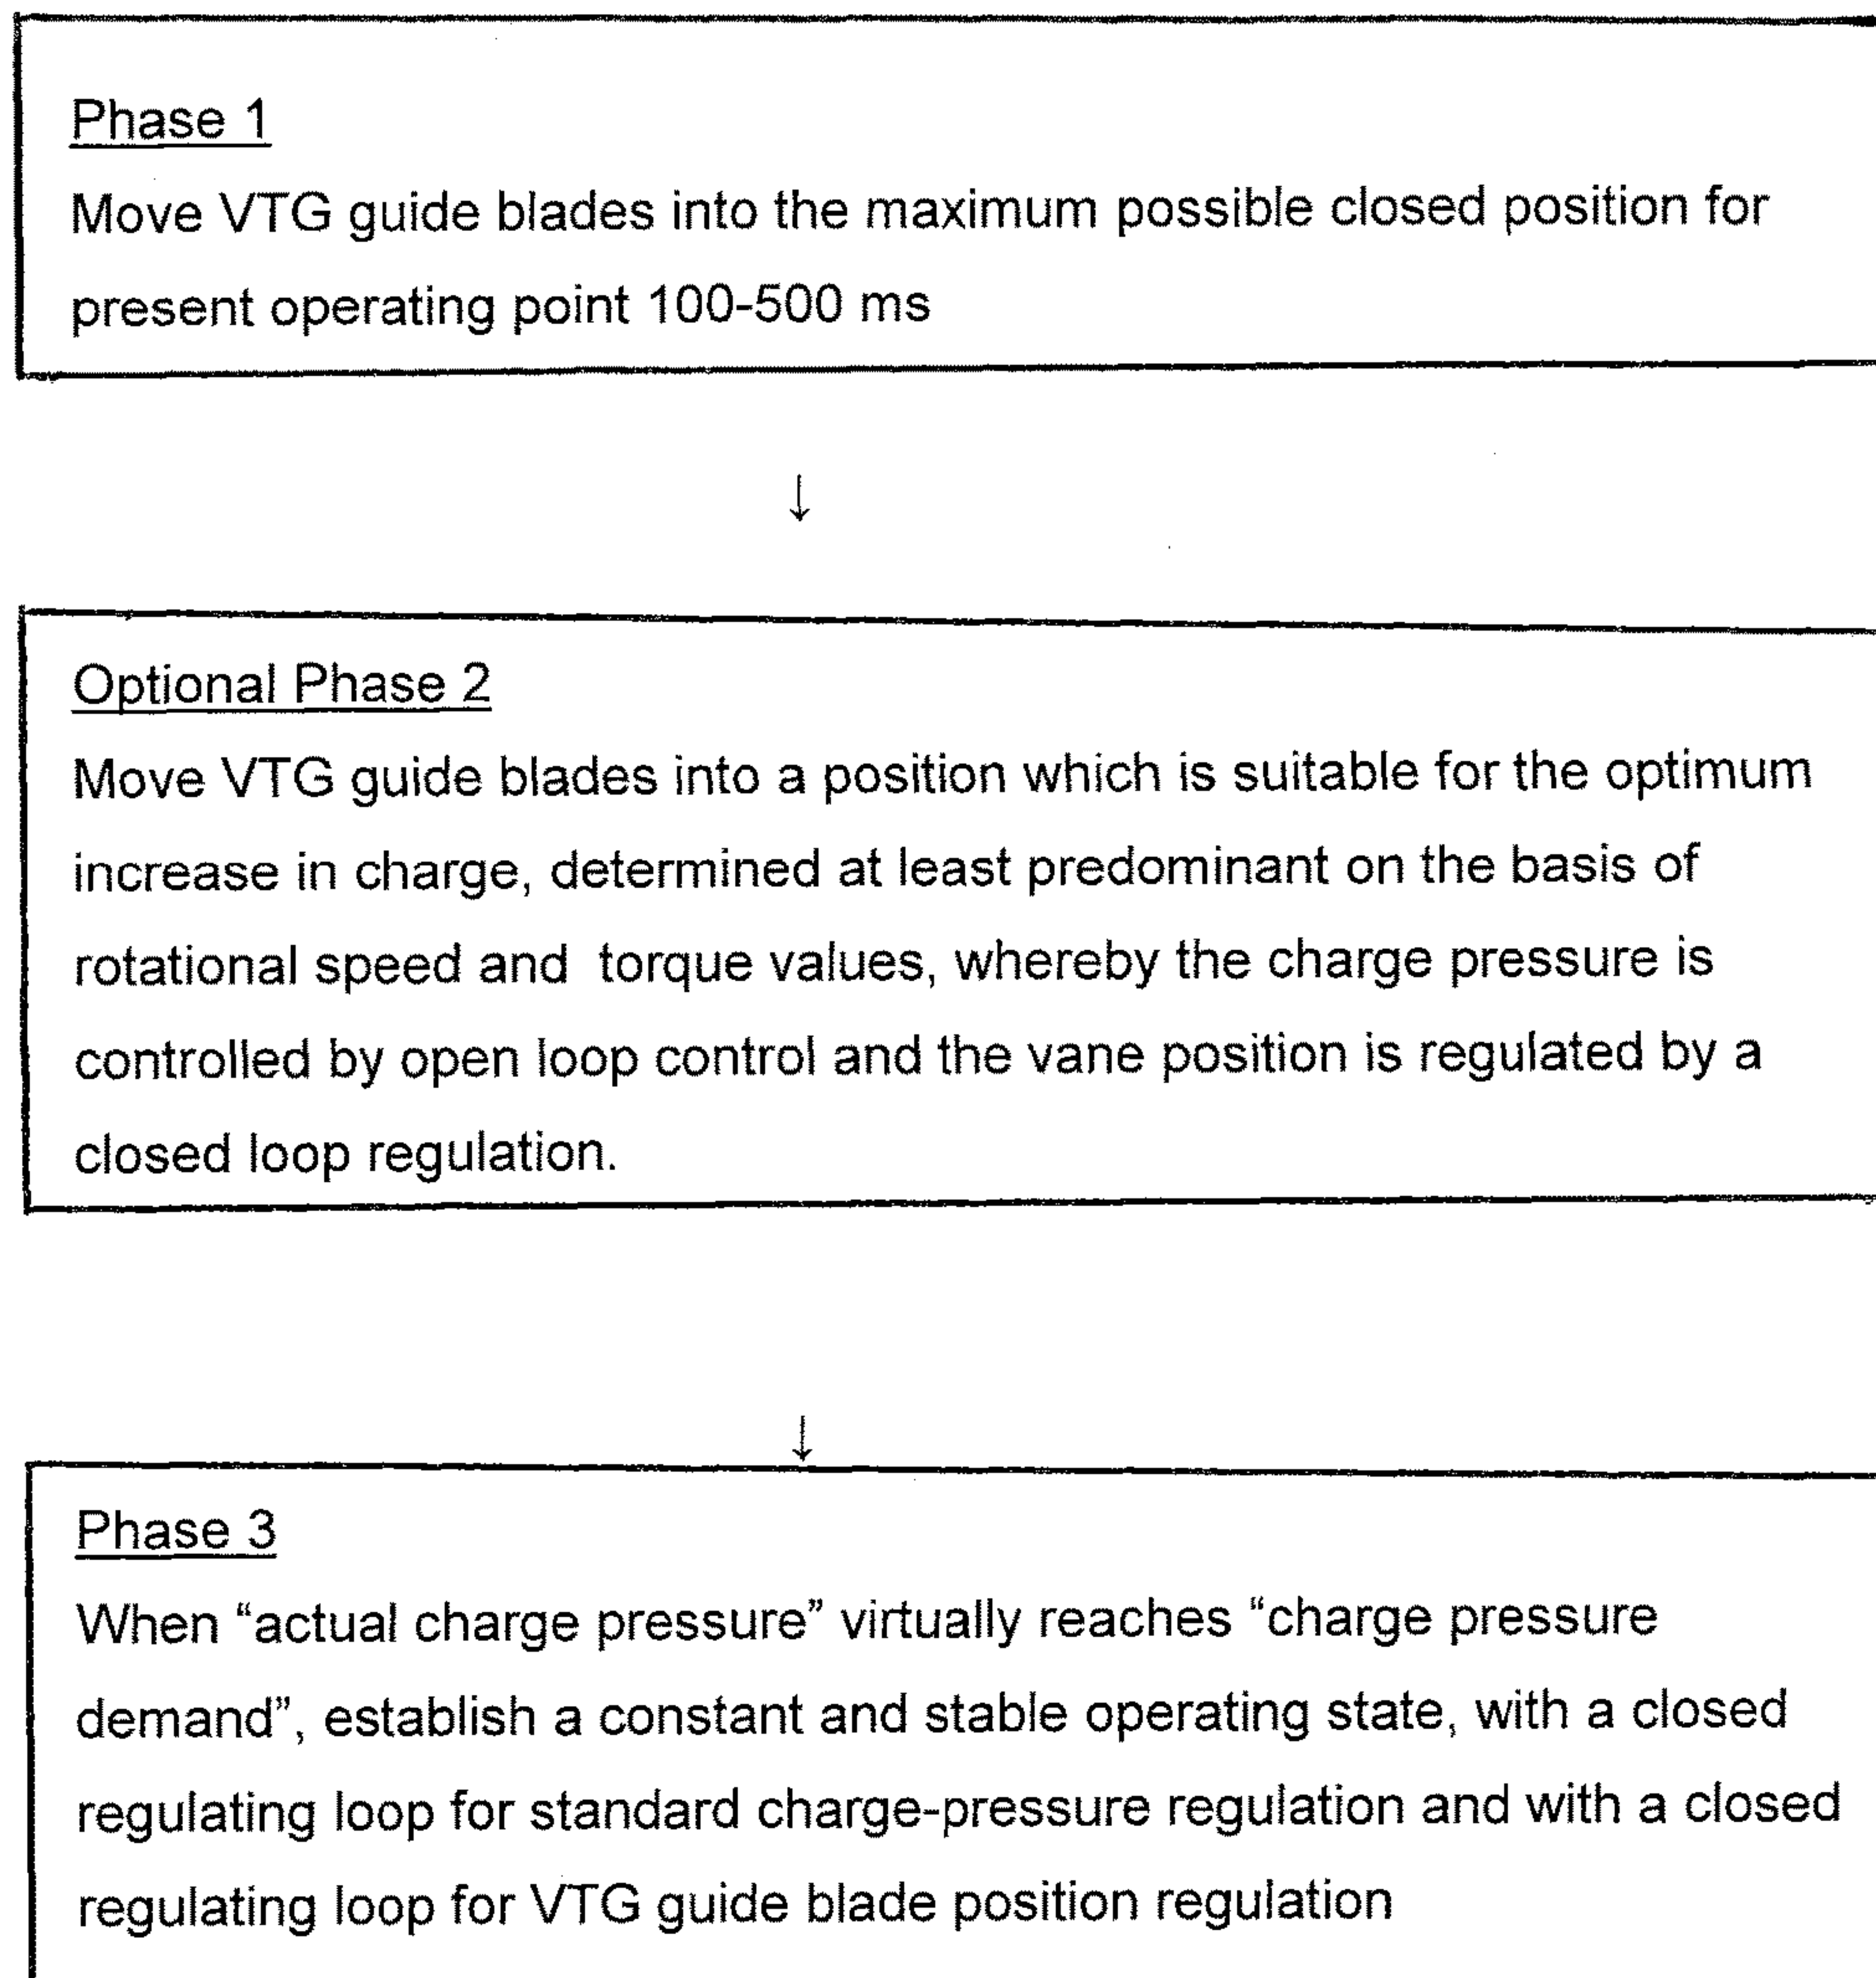 Phase 1
Move VTG guide blades into the maximum possible closed position for
present operating point 100-500 ms
↓
Optional Phase 2
Move VTG guide blades into a position which is suitable for the optimum
increase in charge, determined at least predominant on the basis of
rotational speed and torque values, whereby the charge pressure is
controlled by open loop control and the vane position is regulated by a
closed loop regulation.
↓
Phase 3
When “actual charge pressure” virtually reaches “charge pressure
demand”, establish a constant and stable operating state, with a closed
regulating loop for standard charge-pressure regulation and with a closed
regulating loop for VTG guide blade position regulation